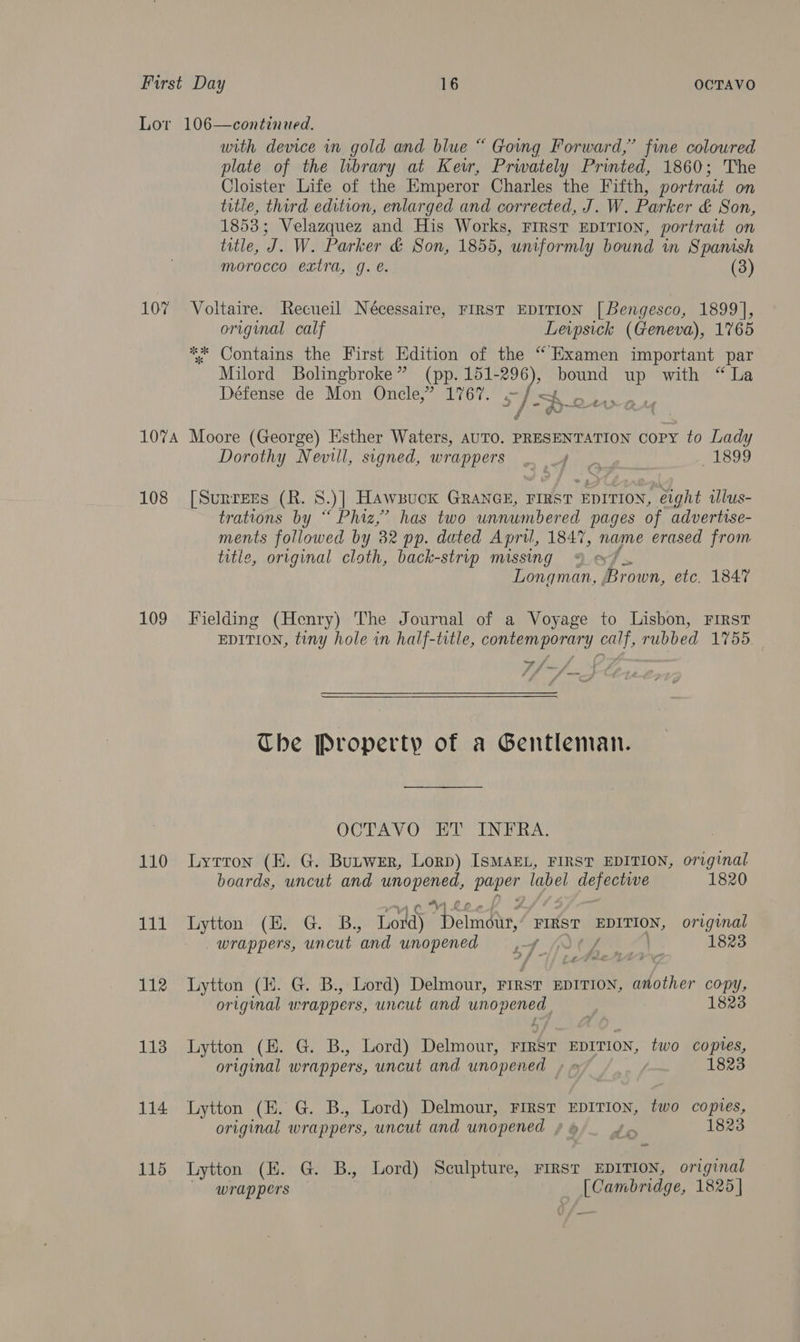 First Day 16 OCTAVO
Lot 106—continued.
with device in gold and blue “ Going Forward,” fine coloured
plate of the library at Keir, Privately Printed, 1860; The
Cloister Life of the Emperor Charles the Fifth, portrait on
title, third edition, enlarged and corrected, J. W. Parker & Son,
1853; Velazquez and His Works, FIRST EDITION, portrait on
title, J. W. Parker & Son, 1855, uniformly bound in Spanish
morocco extra, g. e. (3)
107 Voltaire. Recueil Nécessaire, FIRST EDITION [Bengesco, 1899],
original calf Leipsick (Geneva), 1765
*** Contains the First Edition of the “ Examen important par
Milord Bolingbroke ” (pp. 151-296), bound up with “ La
Défense de Mon Oncle,” 1767.
107A Moore (George) Esther Waters, AUTO. PRESENTATION COPY to Lady
Dorothy Nevill, signed, wrappers 1899
108 [SURTEES (R. S.)] HAWBUCK GRANGE, FIRST EDITION, eight illus-
trations by “ Phiz,” has two unnumbered pages of advertise-
ments followed by 32 pp. dated April, 1847, name erased from
title, original cloth, back-strip missing
Longman, Brown, etc. 1847
109 Fielding (Henry) The Journal of a Voyage to Lisbon, FIRST
EDITION, tiny hole in half-title, contemporary calf, rubbed 1755
The Property of a Gentleman.
OCTAVO ET INFRA.
110 LYTTON (E. G. BULWER, LORD) ISMAEL, FIRST EDITION, original
boards, uncut and unopened, paper label defective 1820
111 Lytton (E. G. B., Lord) Delmour, FIRST EDITION, original
wrappers, uncut and unopened 1823
112 Lytton (E. G. B., Lord) Delmour, FIRST EDITION, another copy,
original wrappers, uncut and unopened 1823
113 Lytton (E. G. B., Lord) Delmour, FIRST EDITION, two copies,
original wrappers, uncut and unopened 1823
114 Lytton (E. G. B., Lord) Delmour, FIRST EDITION, two copies,
original wrappers, uncut and unopened 1823
115 Lytton (E. G. B., Lord) Sculpture, FIRST EDITION, original
wrappers [Cambridge, 1825]